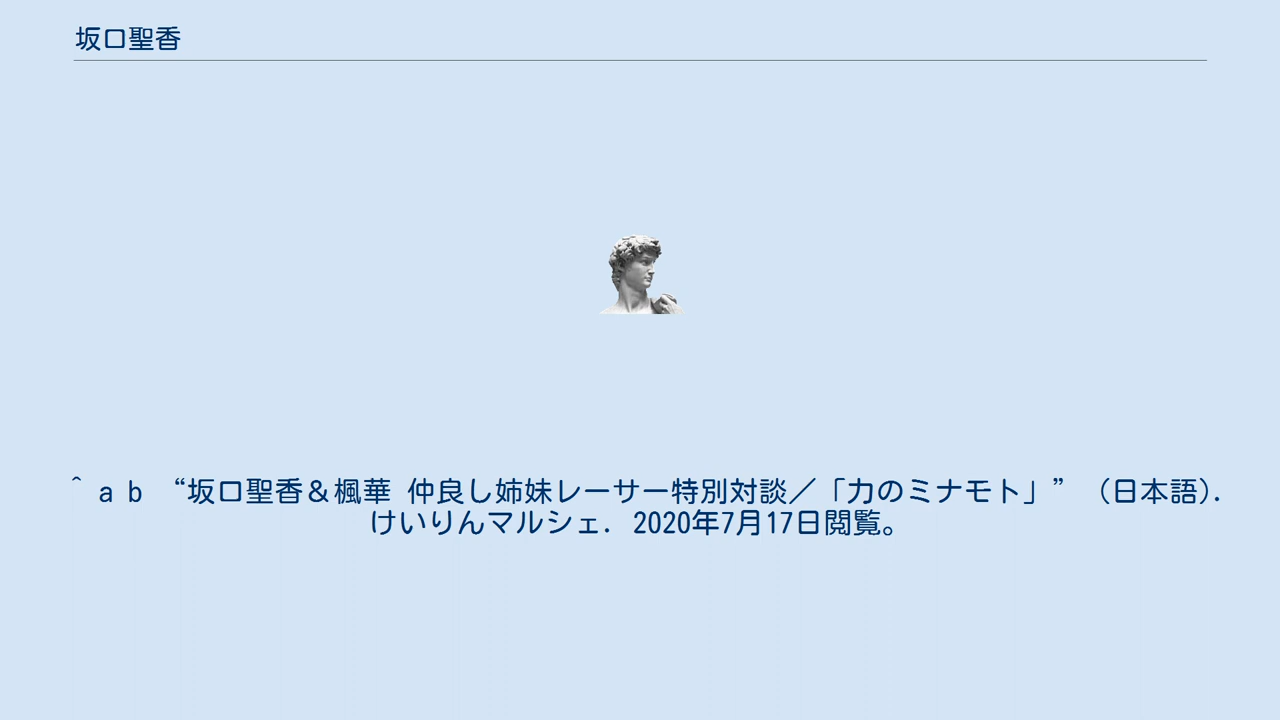 坂口聖香
^ a b “坂口聖香＆楓華 仲良し姉妹レーサー特別対談／「力のミナモト」” (日本語).
けいりんマルシェ. 2020年7月17日閲覧。